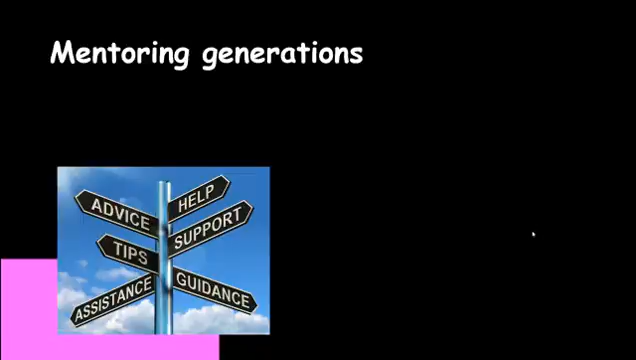 Mentoring generations
HELP
ADVICE
SUPPORT
TIPS
GUIDANCE
ASSISTANCE